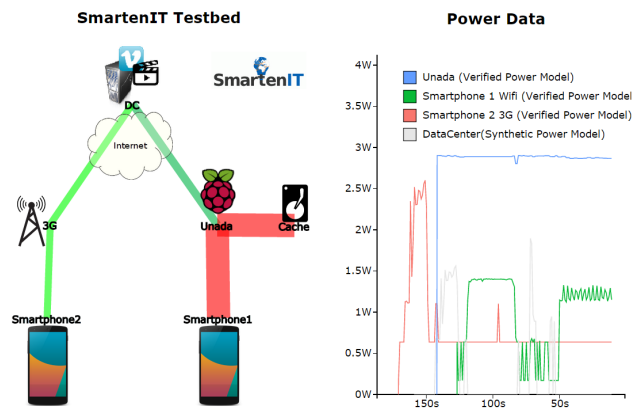 SmartenIT Testbed
Power Data
SmartenIT
DC
Internet
3G
Unada
Cache
Smartphone2
Smartphone1
4W
3.5W
3W
2.5W
2W
1.5W
1W
0.5W
0W
Unada (Verified Power Model)
Smartphone 1 Wifi (Verified Power Model)
Smartphone 2 3G (Verified Power Model)
DataCenter(Synthetic Power Model)
150s
100s
50s